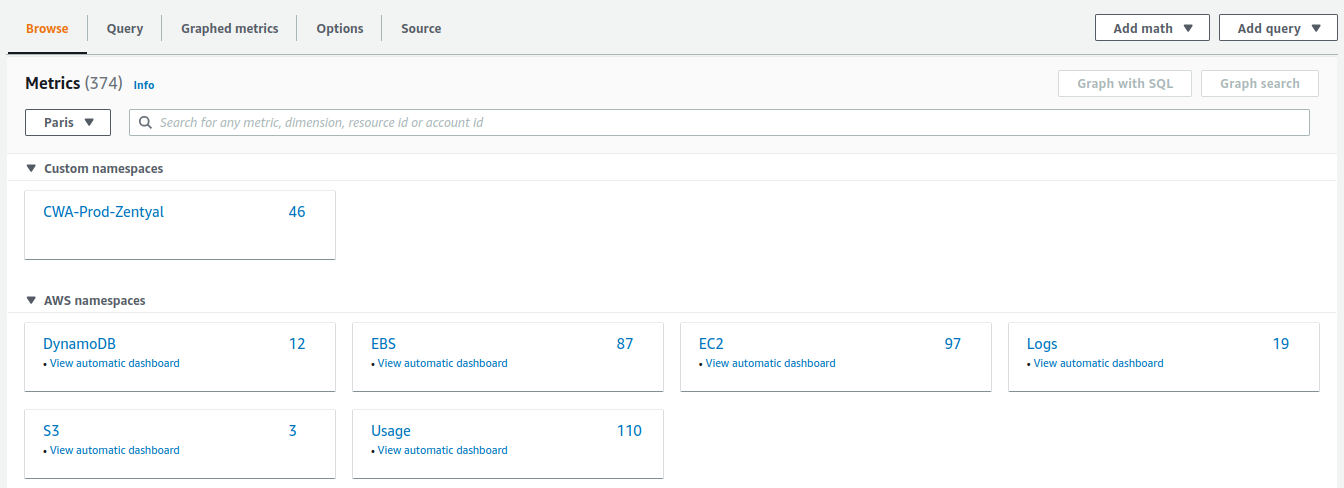 Browse Query Graphed metrics Options Source Add math Add query
Metrics (374) Info Graph with SQL Graph search
Paris Search for any metric, dimension, resource id or account id
Custom namespaces
CWA-Prod-Zentyal 46
AWS namespaces
DynamoDB 12 EBS 87 EC2 97 Logs 19
• View automatic dashboard • View automatic dashboard • View automatic dashboard • View automatic dashboard
S3 3 Usage 110
• View automatic dashboard • View automatic dashboard